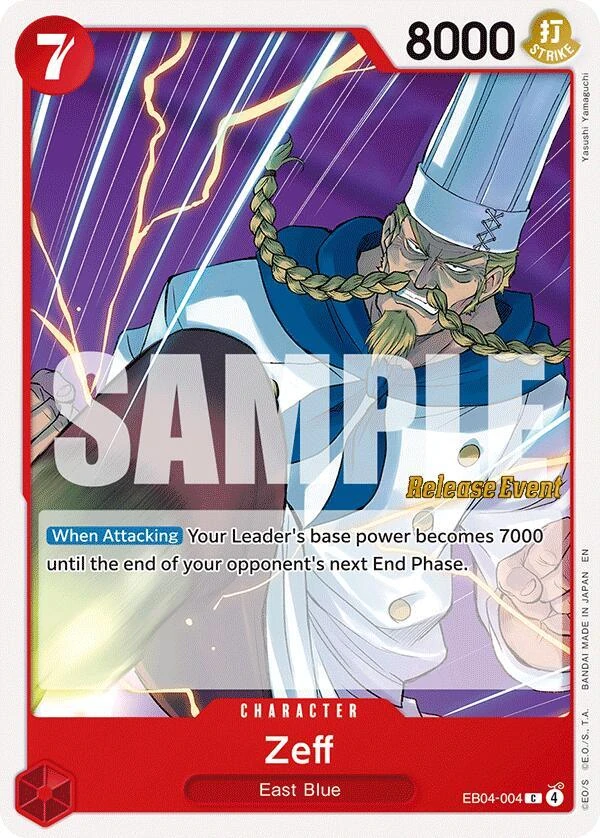 7
8000
打
STRIKE
Yasushi Yamaguchi
SAMPLE
Release Event
When Attacking Your Leader's base power becomes 7000
until the end of your opponent's next End Phase.
CHARACTER
Zeff
East Blue
EB04-004 C 4
©E.O/S ©E.O./S., T.A. BANDAI MADE IN JAPAN EN